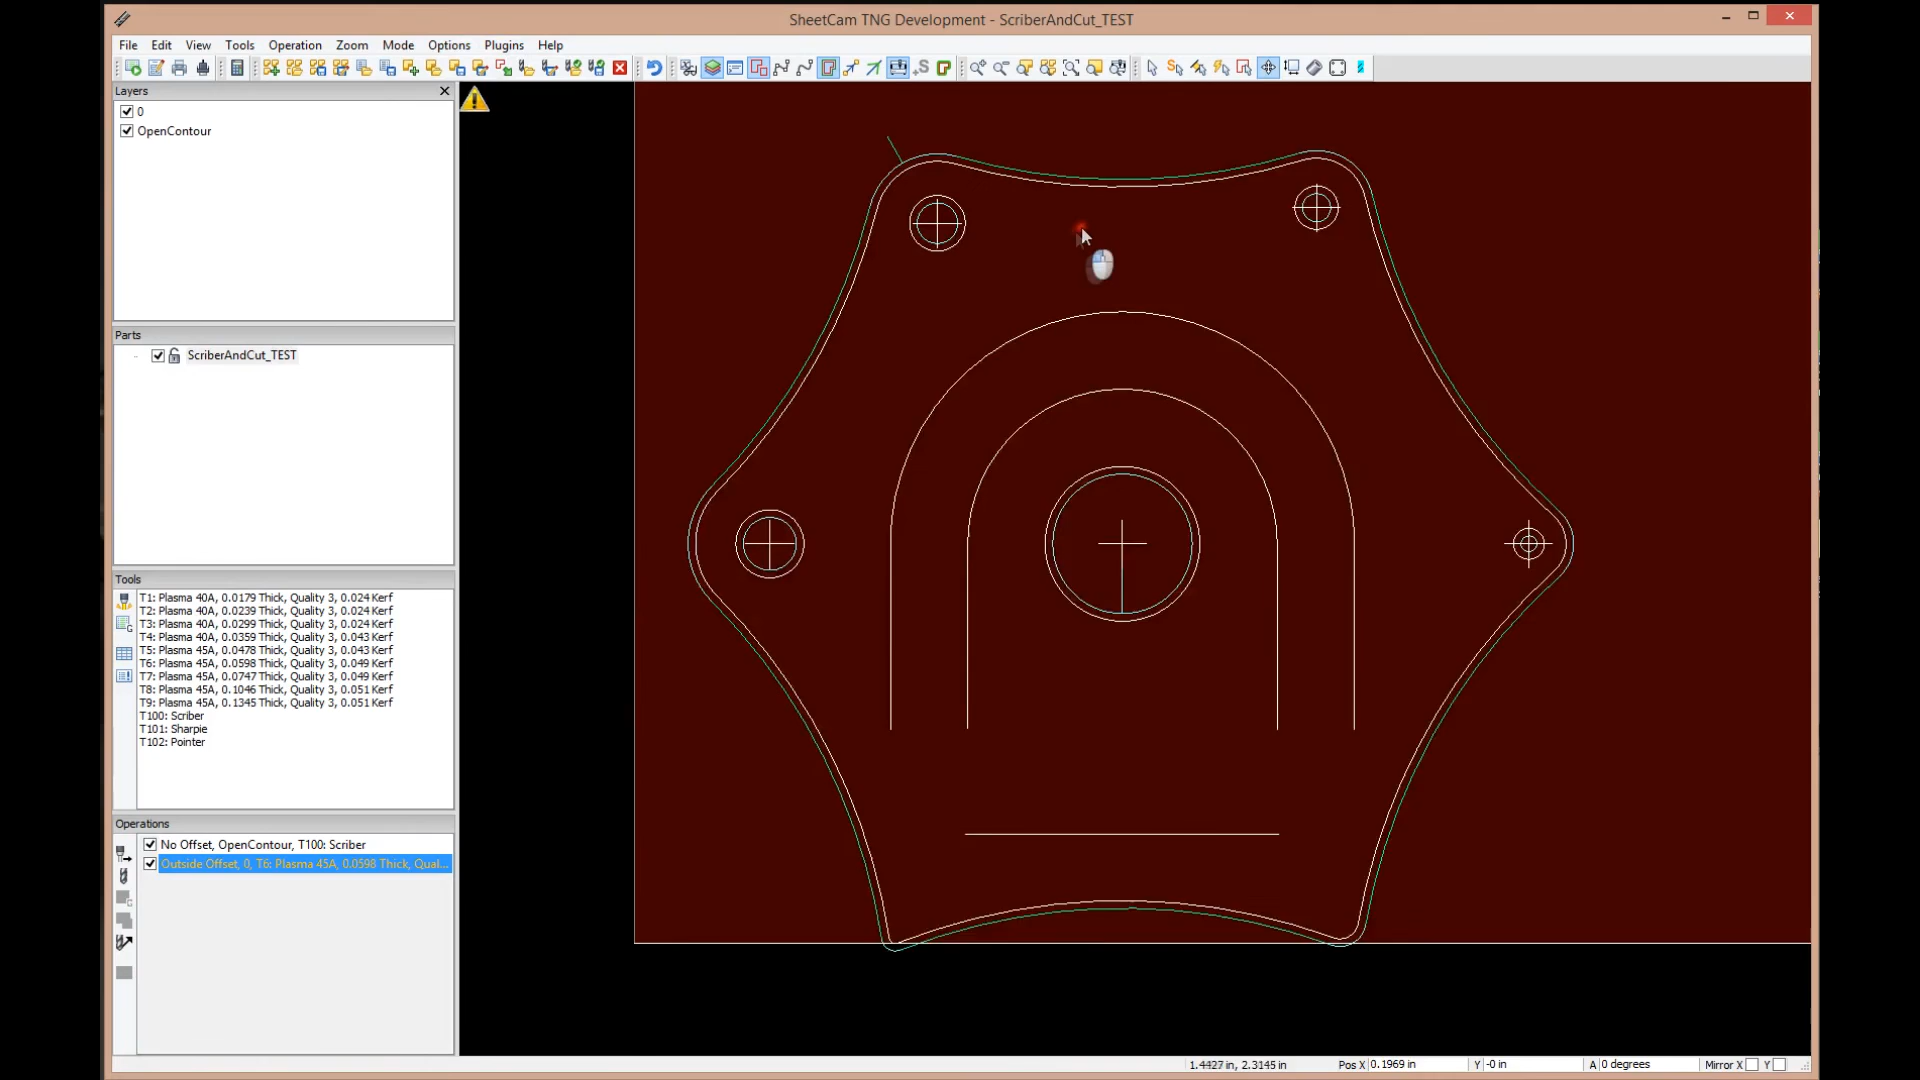 SheetCam TNG Development - ScriberAndCut_TEST
File Edit View Tools Operation Zoom Mode Options Plugins Help
Layers
0
OpenContour
Parts
ScriberAndCut_TEST
Tools
T1: Plasma 40A, 0.0179 Thick, Quality 3, 0.024 Kerf
T2: Plasma 40A, 0.0239 Thick, Quality 3, 0.024 Kerf
T3: Plasma 40A, 0.0299 Thick, Quality 3, 0.024 Kerf
T4: Plasma 40A, 0.0359 Thick, Quality 3, 0.043 Kerf
T5: Plasma 45A, 0.0478 Thick, Quality 3, 0.043 Kerf
T6: Plasma 45A, 0.0598 Thick, Quality 3, 0.049 Kerf
T7: Plasma 45A, 0.0747 Thick, Quality 3, 0.049 Kerf
T8: Plasma 45A, 0.1046 Thick, Quality 3, 0.051 Kerf
T9: Plasma 45A, 0.1345 Thick, Quality 3, 0.051 Kerf
T100: Scriber
T101: Sharpie
T102: Pointer
Operations
No Offset, OpenContour, T100: Scriber
Outside Offset, 0, T6: Plasma 45A, 0.0598 Thick, Qual...
1.4427 in, 2.3145 in Pos X 0.1969 in Y -0 in A 0 degrees Mirror X Y